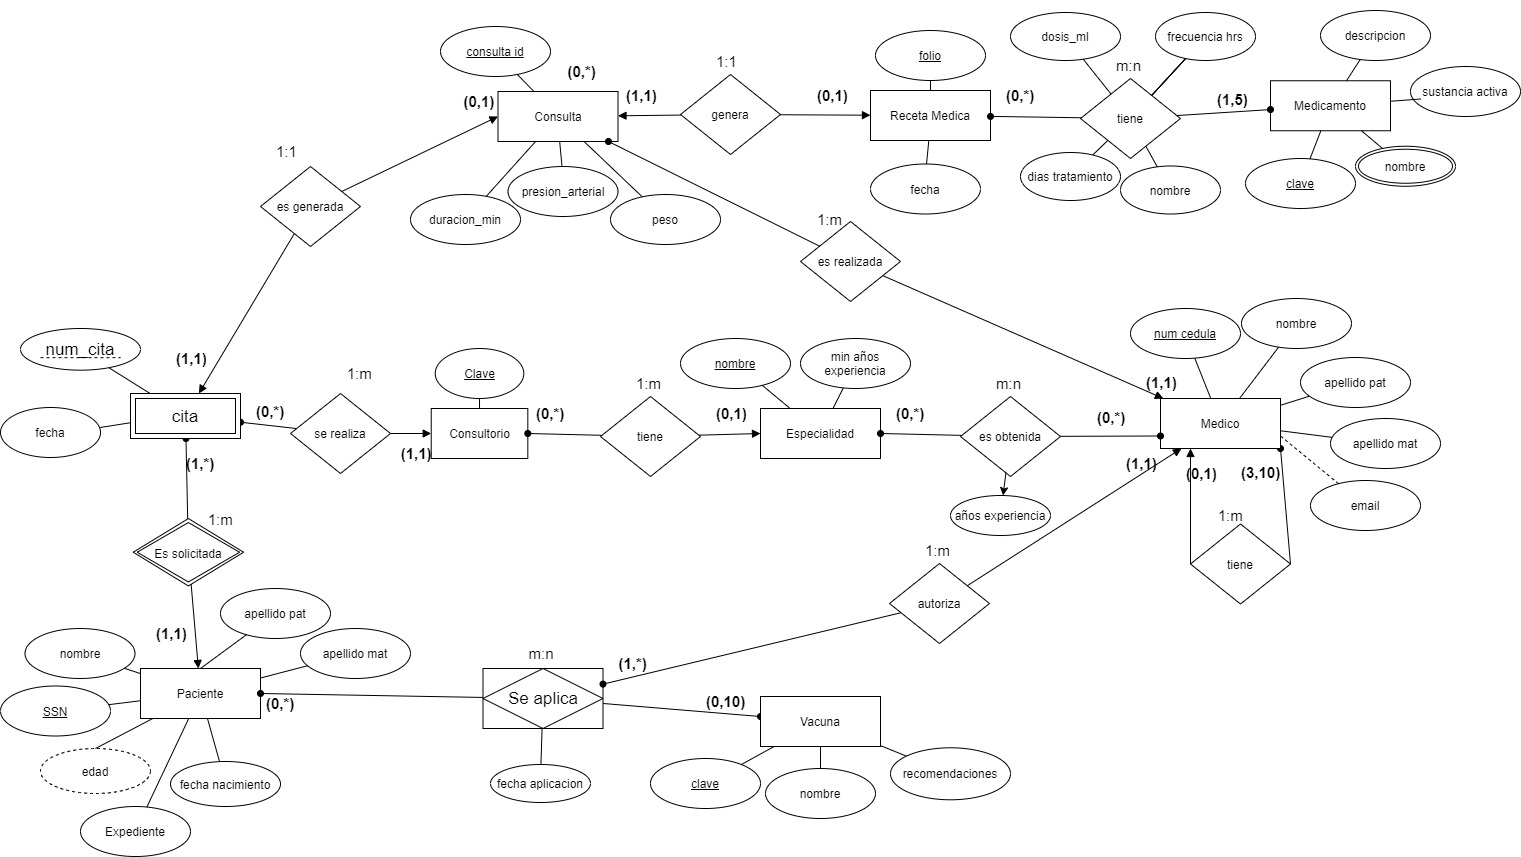 consulta id
(0,*)
(0,1)
Consulta
(1,1)
1:1
genera
(0,1)
folio
Receta Medica
fecha
(0,*)
dosis_ml
m:n
frecuencia hrs
tiene
dias tratamiento
nombre
(1,5)
descripcion
Medicamento
sustancia activa
clave
nombre
duracion_min
presion_arterial
peso
1:1
es generada
1:m
es realizada
num_cita
(1,1)
cita
fecha
(0,*)
1:m
se realiza
(1,1)
Clave
Consultorio
(0,*)
1:m
tiene
(0,1)
nombre
min años
experiencia
Especialidad
(0,*)
m:n
es obtenida
años experiencia
(0,*)
num cedula
nombre
(1,1)
Medico
apellido pat
apellido mat
email
(1,1)
(0,1)
(3,10)
1:m
tiene
(1,*)
1:m
Es solicitada
(1,1)
apellido pat
nombre
apellido mat
Paciente
SSN
edad
fecha nacimiento
Expediente
(0,*)
m:n
Se aplica
fecha aplicacion
(1,*)
1:m
autoriza
(0,10)
Vacuna
clave
nombre
recomendaciones